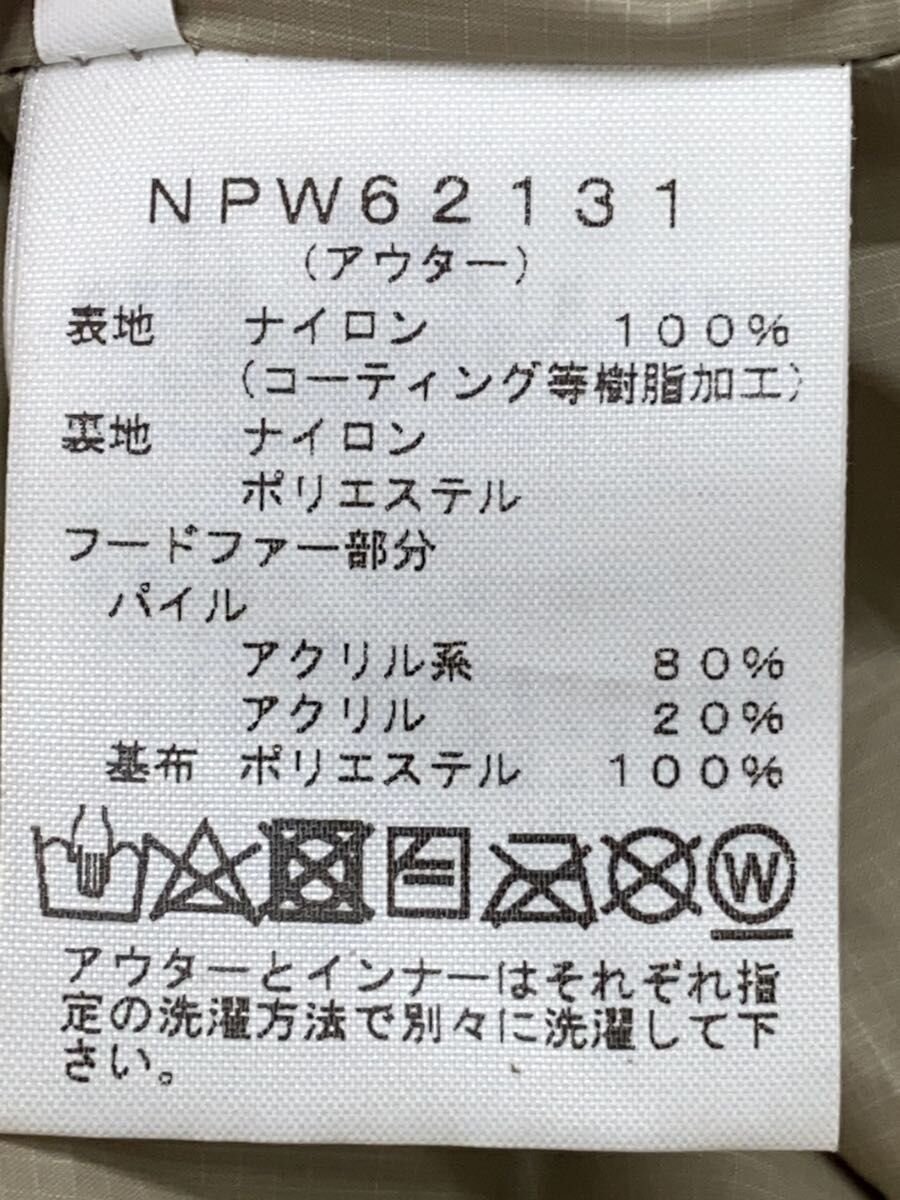 NPW62131
(アウター)
表地 ナイロン 100%
(コーティング等樹脂加工)
裏地 ナイロン
ポリエステル
フードファー部分
パイル
アクリル系 80%
アクリル 20%
基布 ポリエステル 100%
W
アウターとインナーはそれぞれ指
定の洗濯方法で別々に洗濯して下
さい。